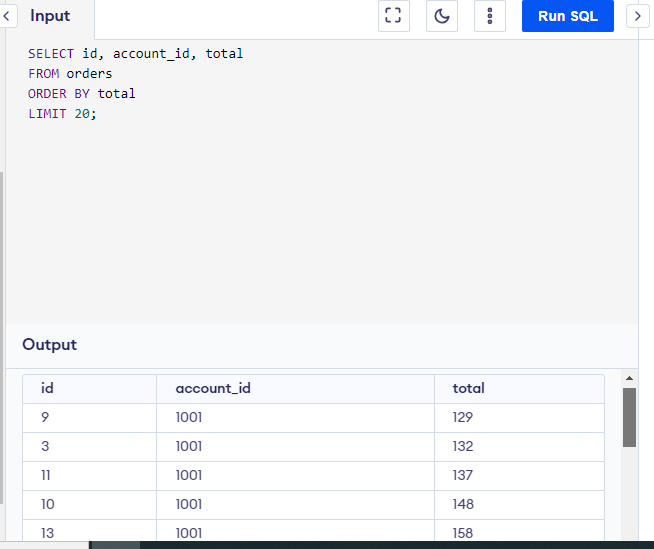 Input
Run SQL
SELECT id, account_id, total
FROM orders
ORDER BY total
LIMIT 20;
Output
id account_id total
9 1001 129
3 1001 132
11 1001 137
10 1001 148
13 1001 158